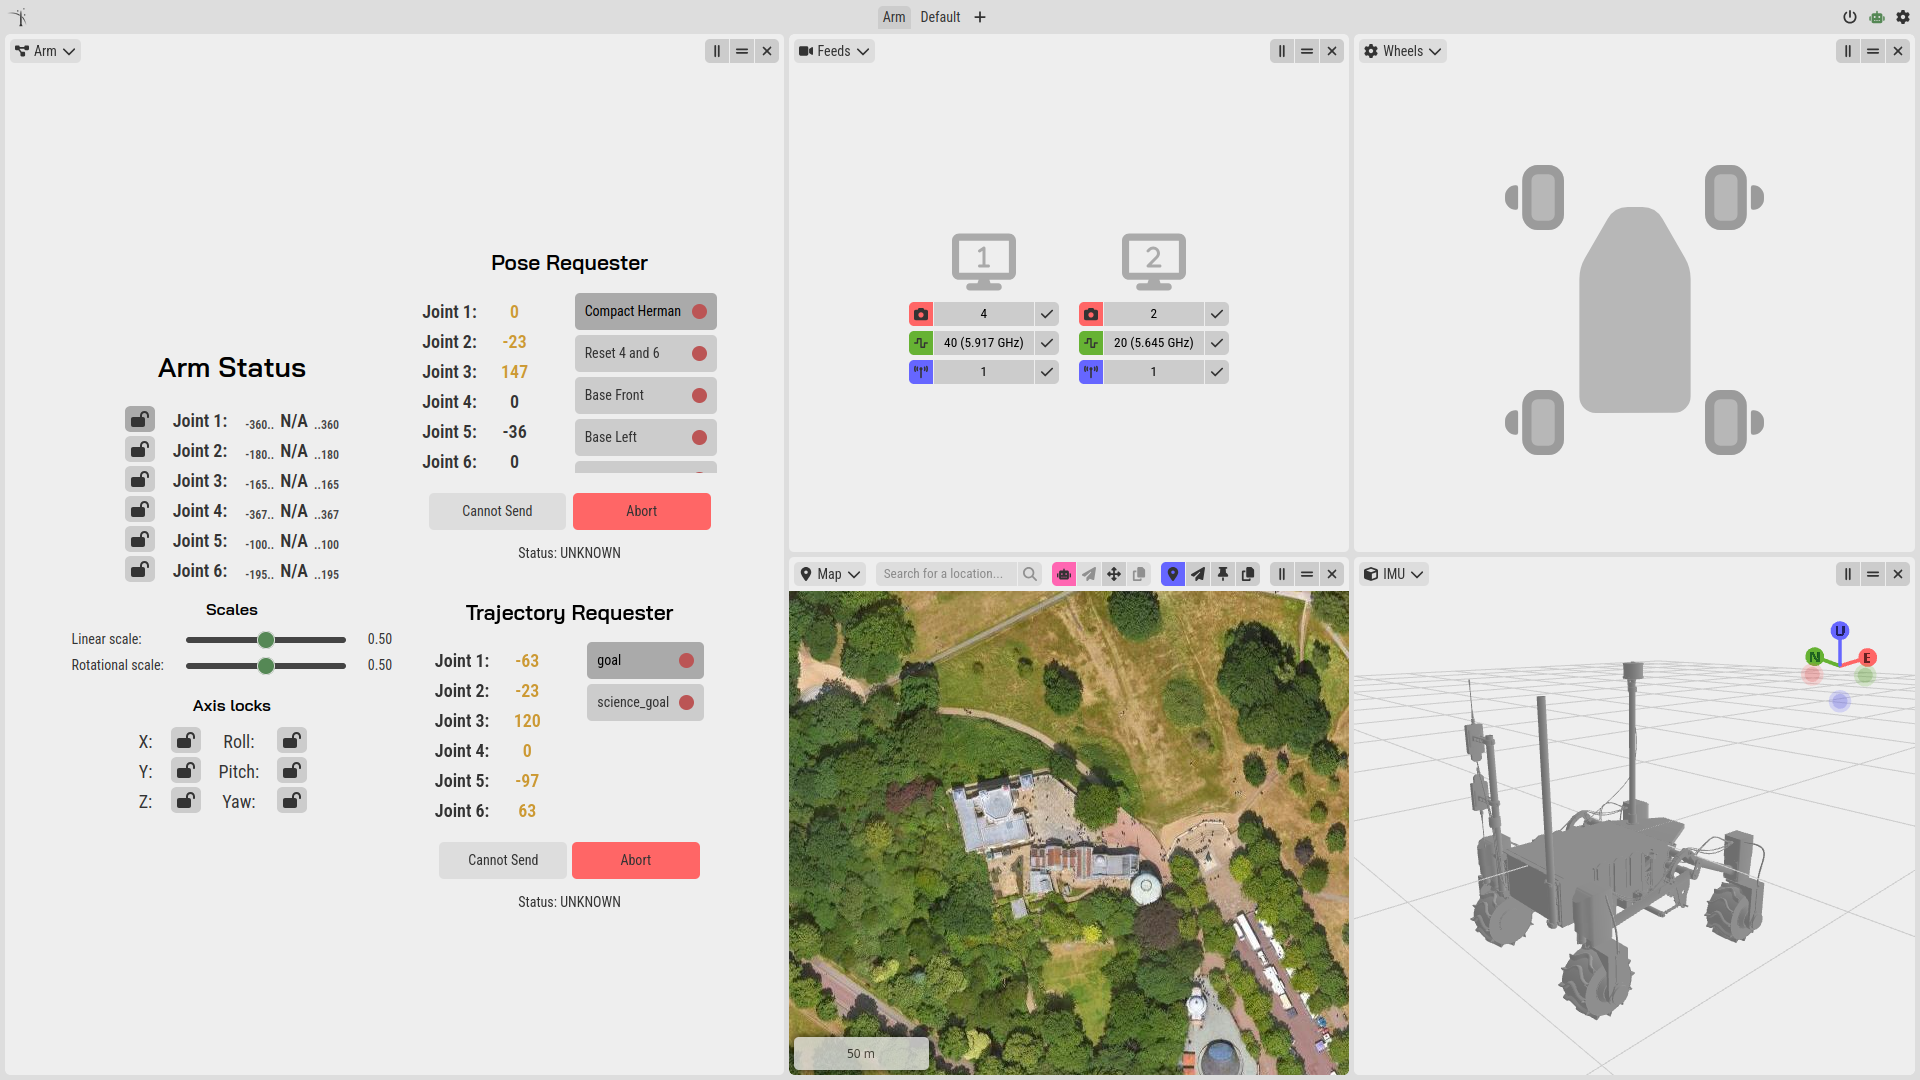 Arm Default +
Arm
Arm Status
Joint 1: -360.. N/A ..360
Joint 2: -180.. N/A ..180
Joint 3: -165.. N/A ..165
Joint 4: -367.. N/A ..367
Joint 5: -100.. N/A ..100
Joint 6: -195.. N/A ..195
Scales
Linear scale: 0.50
Rotational scale: 0.50
Axis locks
X: Roll:
Y: Pitch:
Z: Yaw:
Pose Requester
Joint 1: 0
Joint 2: -23
Joint 3: 147
Joint 4: 0
Joint 5: -36
Joint 6: 0
Compact Herman
Reset 4 and 6
Base Front
Base Left
Cannot Send Abort
Status: UNKNOWN
Trajectory Requester
Joint 1: -63
Joint 2: -23
Joint 3: 120
Joint 4: 0
Joint 5: -97
Joint 6: 63
goal
science_goal
Cannot Send Abort
Status: UNKNOWN
Feeds
1 2
4 2
40 (5.917 GHz) 20 (5.645 GHz)
1 1
Wheels
Map Search for a location...
50 m
IMU
U
N E